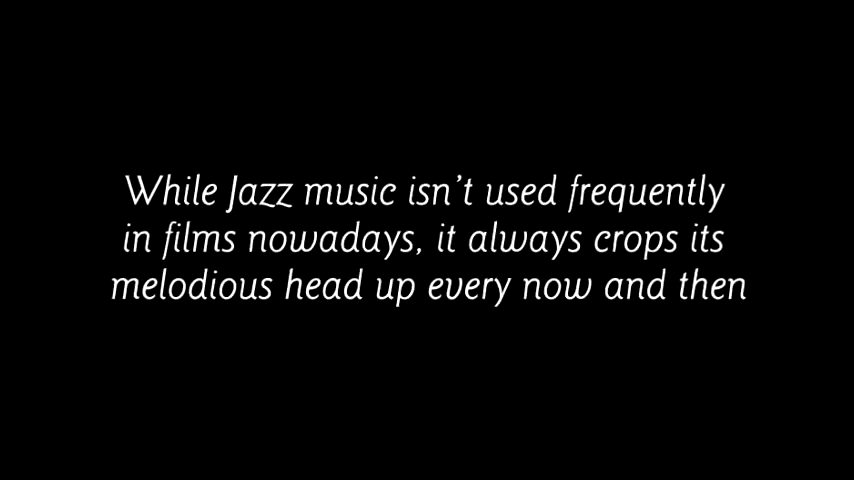 While Jazz music isn’t used frequently
in films nowadays, it always crops its
melodious head up every now and then